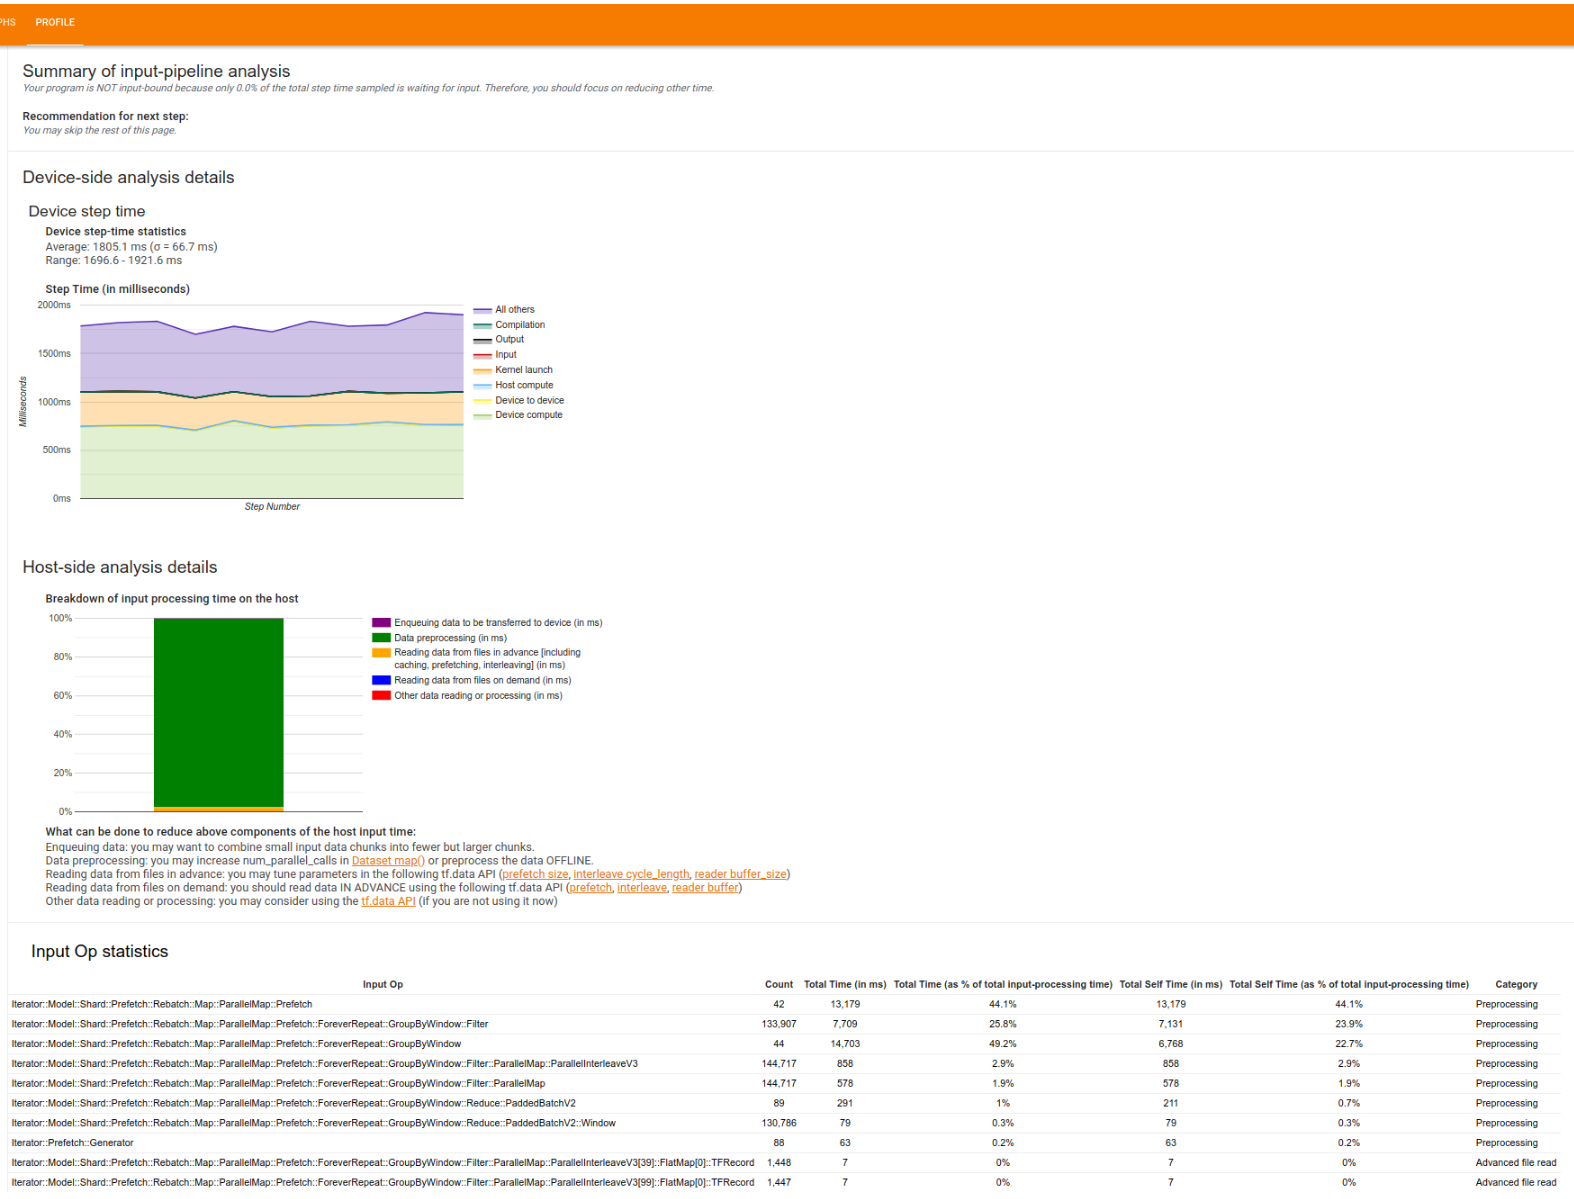 PHS PROFILE
Summary of input-pipeline analysis
Your program is NOT input-bound because only 0.0% of the total step time sampled is waiting for input. Therefore, you should focus on reducing other time.
Recommendation for next step:
You may skip the rest of this page.
Device-side analysis details
Device step time
Device step-time statistics
Average: 1805.1 ms (σ = 66.7 ms)
Range: 1696.6 - 1921.6 ms
Step Time (in milliseconds)
2000ms
1500ms
1000ms
500ms
0ms
Milliseconds
Step Number
All others
Compilation
Output
Input
Kernel launch
Host compute
Device to device
Device compute
Host-side analysis details
Breakdown of input processing time on the host
100%
80%
60%
40%
20%
0%
Enqueuing data to be transferred to device (in ms)
Data preprocessing (in ms)
Reading data from files in advance [including
caching, prefetching, interleaving] (in ms)
Reading data from files on demand (in ms)
Other data reading or processing (in ms)
What can be done to reduce above components of the host input time:
Enqueuing data: you may want to combine small input data chunks into fewer but larger chunks.
Data preprocessing: you may increase num_parallel_calls in Dataset map() or preprocess the data OFFLINE.
Reading data from files in advance: you may tune parameters in the following tf.data API (prefetch size, interleave cycle_length, reader buffer_size)
Reading data from files on demand: you should read data IN ADVANCE using the following tf.data API (prefetch, interleave, reader buffer)
Other data reading or processing: you may consider using the tf.data API (if you are not using it now)
Input Op statistics
Input Op Count Total Time (in ms) Total Time (as % of total input-processing time) Total Self Time (in ms) Total Self Time (as % of total input-processing time) Category
Iterator::Model::Shard::Prefetch::Rebatch::Map::ParallelMap::Prefetch 42 13,179 44.1% 13,179 44.1% Preprocessing
Iterator::Model::Shard::Prefetch::Rebatch::Map::ParallelMap::Prefetch::ForeverRepeat::GroupByWindow::Filter 133,907 7,709 25.8% 7,131 23.9% Preprocessing
Iterator::Model::Shard::Prefetch::Rebatch::Map::ParallelMap::Prefetch::ForeverRepeat::GroupByWindow 44 14,703 49.2% 6,768 22.7% Preprocessing
Iterator::Model::Shard::Prefetch::Rebatch::Map::ParallelMap::Prefetch::ForeverRepeat::GroupByWindow::Filter::ParallelMap::ParallelInterleaveV3 144,717 858 2.9% 858 2.9% Preprocessing
Iterator::Model::Shard::Prefetch::Rebatch::Map::ParallelMap::Prefetch::ForeverRepeat::GroupByWindow::Filter::ParallelMap 144,717 578 1.9% 578 1.9% Preprocessing
Iterator::Model::Shard::Prefetch::Rebatch::Map::ParallelMap::Prefetch::ForeverRepeat::GroupByWindow::Reduce::PaddedBatchV2 89 291 1% 211 0.7% Preprocessing
Iterator::Model::Shard::Prefetch::Rebatch::Map::ParallelMap::Prefetch::ForeverRepeat::GroupByWindow::Reduce::PaddedBatchV2::Window 130,786 79 0.3% 79 0.3% Preprocessing
Iterator::Prefetch::Generator 88 63 0.2% 63 0.2% Preprocessing
Iterator::Model::Shard::Prefetch::Rebatch::Map::ParallelMap::Prefetch::ForeverRepeat::GroupByWindow::Filter::ParallelMap::ParallelInterleaveV3[39]::FlatMap[0]::TFRecord 1,448 7 0% 7 0% Advanced file read
Iterator::Model::Shard::Prefetch::Rebatch::Map::ParallelMap::Prefetch::ForeverRepeat::GroupByWindow::Filter::ParallelMap::ParallelInterleaveV3[99]::FlatMap[0]::TFRecord 1,447 7 0% 7 0% Advanced file read